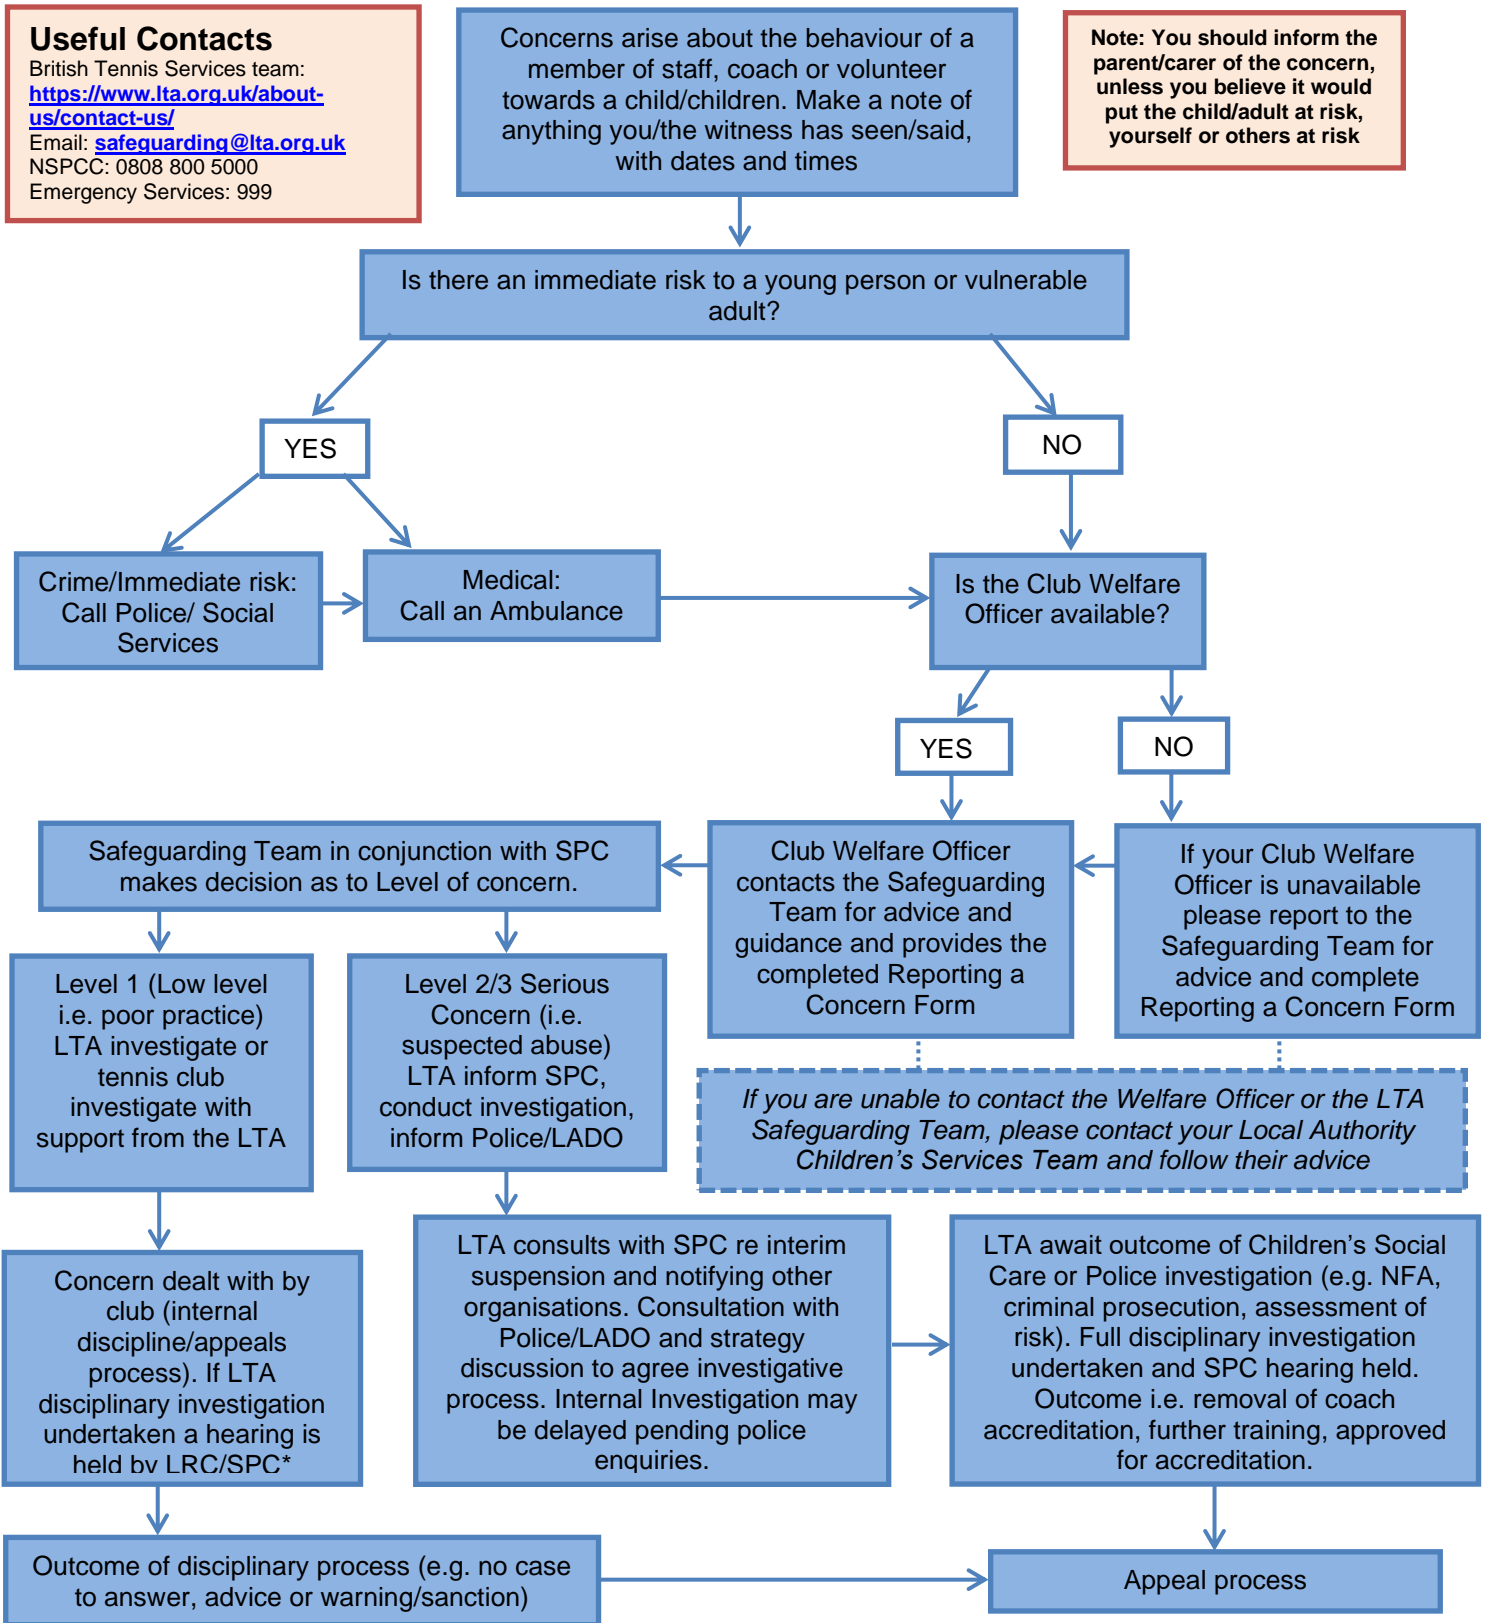 Useful Contacts
British Tennis Services team:
https://www.lta.org.uk/about-
us/contact-us/
Email: safeguarding@lta.org.uk
NSPCC: 0808 800 5000
Emergency Services: 999
Concerns arise about the behaviour of a
member of staff, coach or volunteer
towards a child/children. Make a note of
anything you/the witness has seen/said,
with dates and times
Note: You should inform the
parent/carer of the concern,
unless you believe it would
put the child/adult at risk,
yourself or others at risk
Is there an immediate risk to a young person or vulnerable
adult?
YES
NO
Crime/Immediate risk:
Call Police/ Social
Services
Medical:
Call an Ambulance
Is the Club Welfare
Officer available?
YES
NO
Safeguarding Team in conjunction with SPC
makes decision as to Level of concern.
Club Welfare Officer
contacts the Safeguarding
Team for advice and
guidance and provides the
completed Reporting a
Concern Form
If your Club Welfare
Officer is unavailable
please report to the
Safeguarding Team for
advice and complete
Reporting a Concern Form
Level 1 (Low level
i.e. poor practice)
LTA investigate or
tennis club
investigate with
support from the LTA
Level 2/3 Serious
Concern (i.e.
suspected abuse)
LTA inform SPC,
conduct investigation,
inform Police/LADO
If you are unable to contact the Welfare Officer or the LTA
Safeguarding Team, please contact your Local Authority
Children’s Services Team and follow their advice
Concern dealt with by
club (internal
discipline/appeals
process). If LTA
disciplinary investigation
undertaken a hearing is
held by LRC/SPC*
LTA consults with SPC re interim
suspension and notifying other
organisations. Consultation with
Police/LADO and strategy
discussion to agree investigative
process. Internal Investigation may
be delayed pending police
enquiries.
LTA await outcome of Children’s Social
Care or Police investigation (e.g. NFA,
criminal prosecution, assessment of
risk). Full disciplinary investigation
undertaken and SPC hearing held.
Outcome i.e. removal of coach
accreditation, further training, approved
for accreditation.
Outcome of disciplinary process (e.g. no case
to answer, advice or warning/sanction)
Appeal process